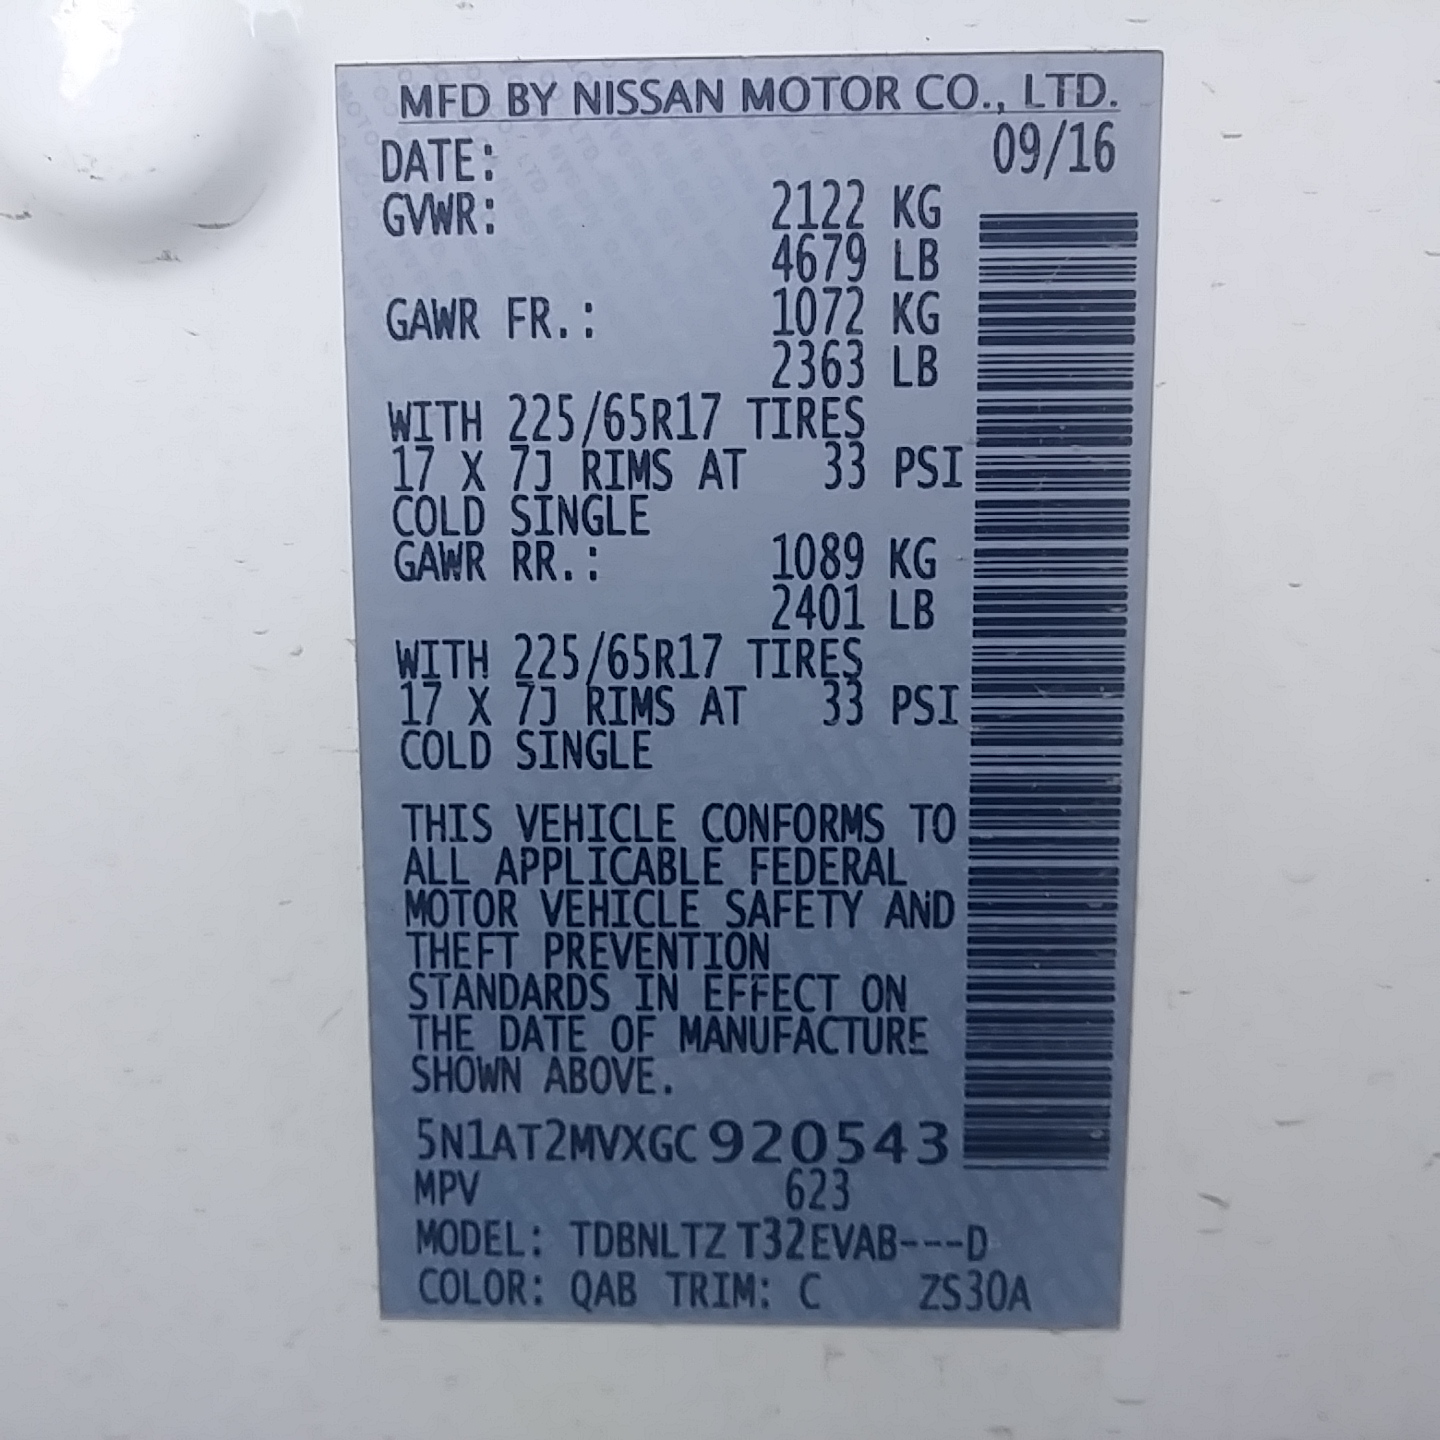 MFD BY NISSAN MOTOR CO., LTD.
DATE: 09/16
GVWR: 2122 KG
4679 LB
GAWR FR.: 1072 KG
2363 LB
WITH 225/65R17 TIRES
17 X 7J RIMS AT 33 PSI
COLD SINGLE
GAWR RR.: 1089 KG
2401 LB
WITH 225/65R17 TIRES
17 X 7J RIMS AT 33 PSI
COLD SINGLE
THIS VEHICLE CONFORMS TO
ALL APPLICABLE FEDERAL
MOTOR VEHICLE SAFETY AND
THEFT PREVENTION
STANDARDS IN EFFECT ON
THE DATE OF MANUFACTURE
SHOWN ABOVE.
5N1AT2MVXGC920543
MPV 623
MODEL: TDBNLTZ T32EVAB---D
COLOR: QAB TRIM: C ZS30A